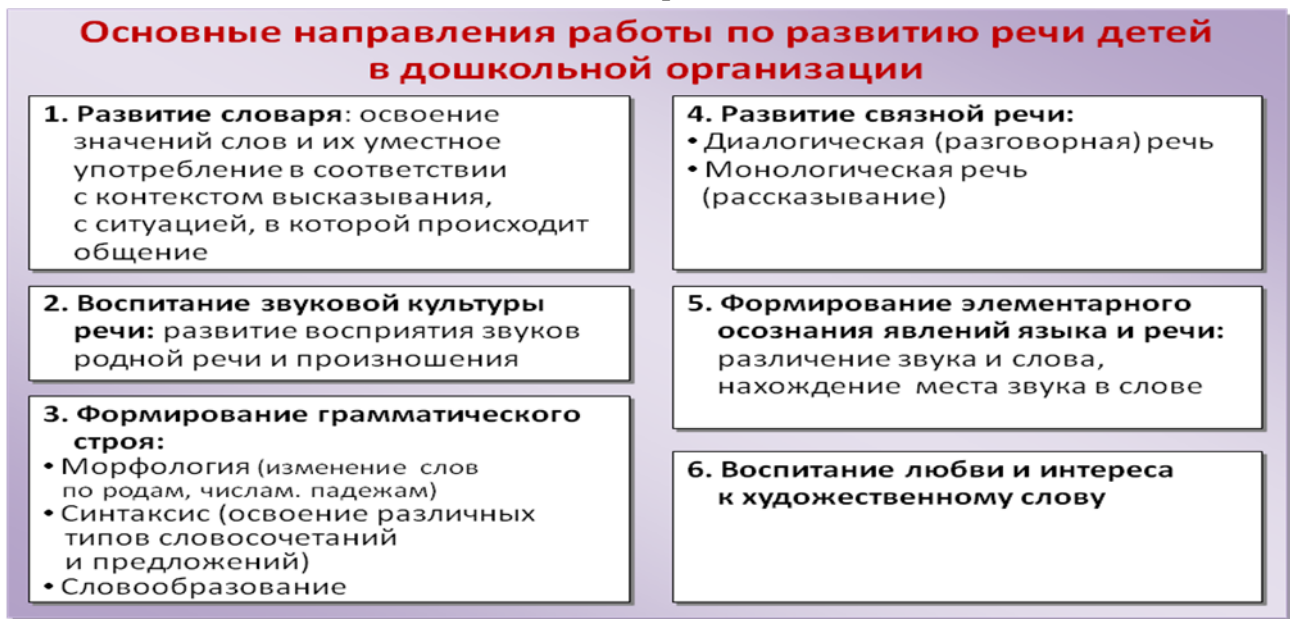 Основные направления работы по развитию речи детей
в дошкольной организации
1. Развитие словаря: освоение
значений слов и их уместное
употребление в соответствии
с контекстом высказывания,
с ситуацией, в которой происходит
общение
2. Воспитание звуковой культуры
речи: развитие восприятия звуков
родной речи и произношения
3. Формирование грамматического
строя:
• Морфология (изменение слов
по родам, числам. падежам)
• Синтаксис (освоение различных
типов словосочетаний
и предложений)
• Словообразование
4. Развитие связной речи:
• Диалогическая (разговорная) речь
• Монологическая речь
(рассказывание)
5. Формирование элементарного
осознания явлений языка и речи:
различение звука и слова,
нахождение места звука в слове
6. Воспитание любви и интереса
к художественному слову